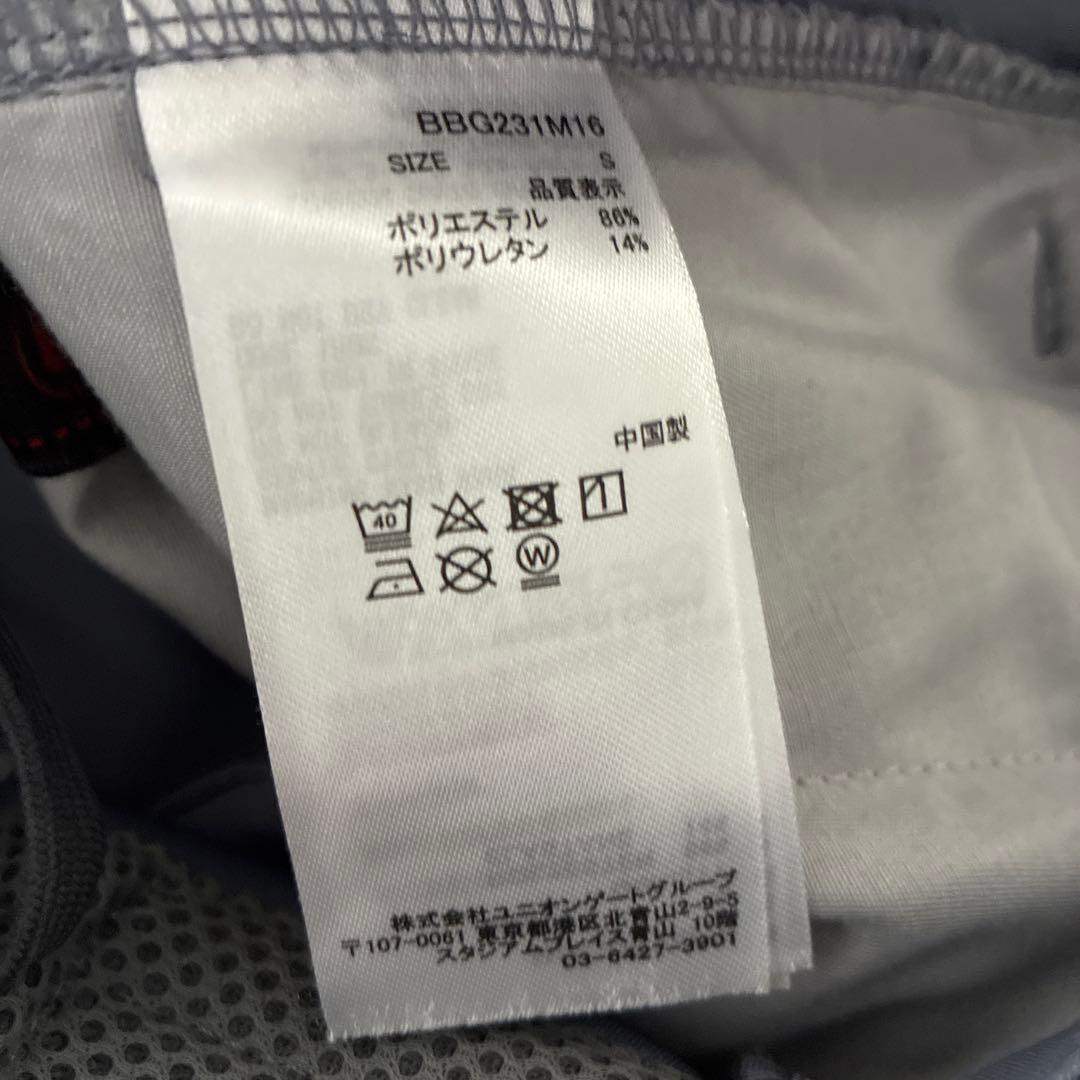 BBG231M16
SIZE S
品質表示
ポリエステル 86%
ポリウレタン 14%
中国製
40
W
株式会社ユニオンゲートグループ
〒107-0061 東京都港区北青山2-9-5
スタジアムプレイス青山 10階
03-6427-3901